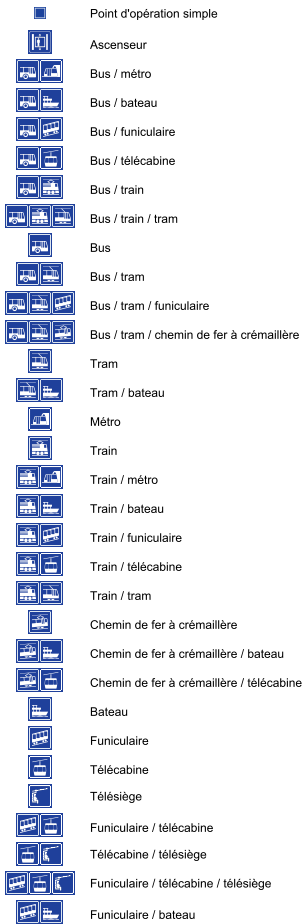 Point d'opération simple
Ascenseur
Bus / métro
Bus / bateau
Bus / funiculaire
Bus / télécabine
Bus / train
Bus / train / tram
Bus
Bus / tram
Bus / tram / funiculaire
Bus / tram / chemin de fer à crémaillère
Tram
Tram / bateau
Métro
Train
Train / métro
Train / bateau
Train / funiculaire
Train / télécabine
Train / tram
Chemin de fer à crémaillère
Chemin de fer à crémaillère / bateau
Chemin de fer à crémaillère / télécabine
Bateau
Funiculaire
Télécabine
Télésiège
Funiculaire / télécabine
Télécabine / télésiège
Funiculaire / télécabine / télésiège
Funiculaire / bateau